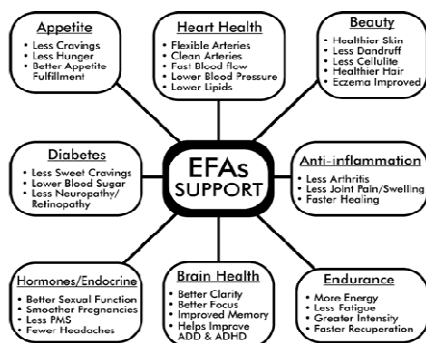 Appetite
• Less Cravings
• Less Hunger
• Better Appetite
Fulfillment
Heart Health
• Flexible Arteries
• Clean Arteries
• Fast Blood flow
• Lower Blood Pressure
• Lower Lipids
Beauty
• Healthier Skin
• Less Dandruff
• Less Cellulite
• Healthier Hair
• Eczema Improved
Diabetes
• Less Sweet Cravings
• Lower Blood Sugar
• Less Neuropathy/
Retinopathy
EFAs
SUPPORT
Anti-inflammation
• Less Arthritis
• Less Joint Pain/Swelling
• Faster Healing
Hormones/Endocrine
• Better Sexual Function
• Smoother Pregnancies
• Less PMS
• Fewer Headaches
Brain Health
• Better Clarity
• Better Focus
• Improved Memory
• Helps Improve
ADD & ADHD
Endurance
• More Energy
• Less Fatigue
• Greater Intensity
• Faster Recuperation